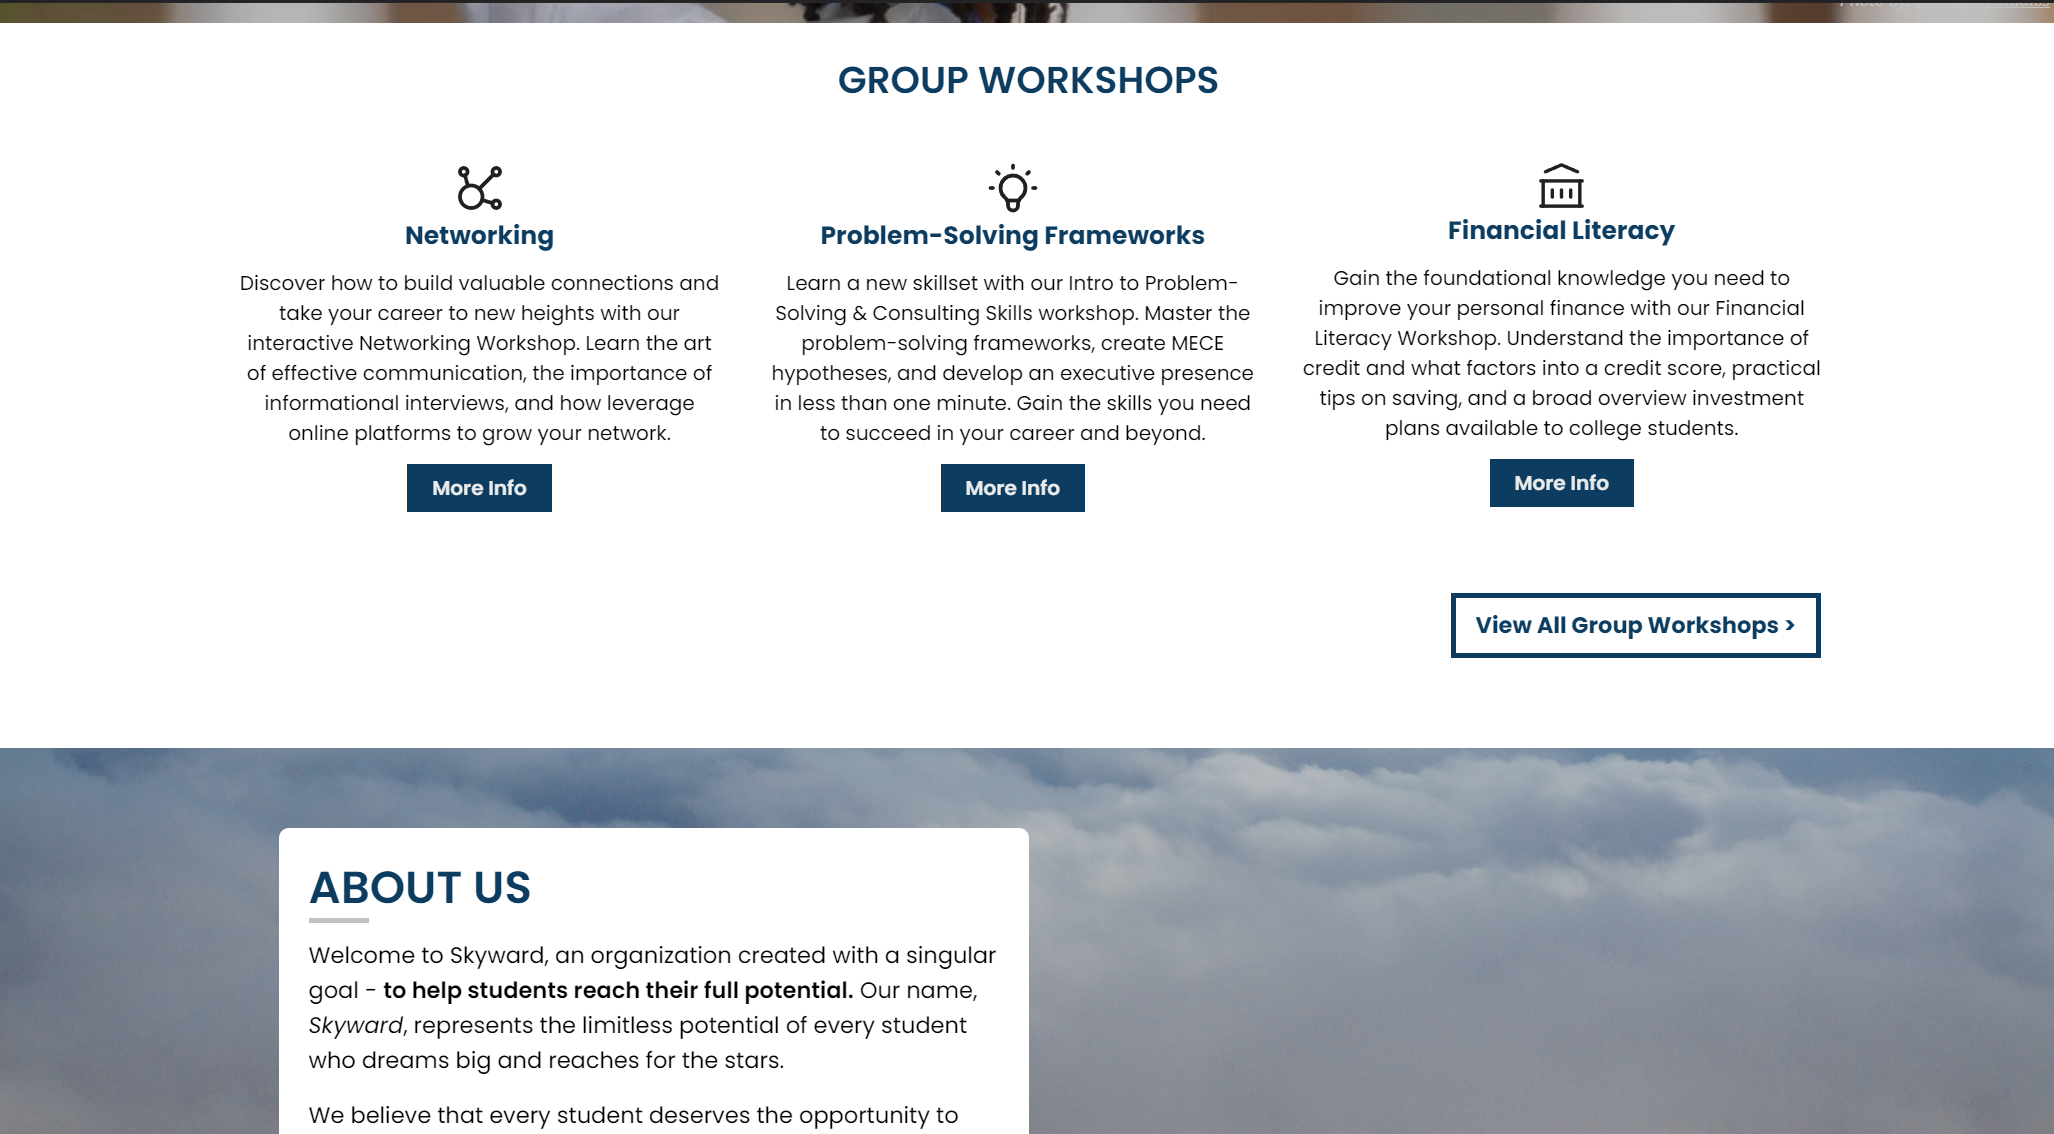 GROUP WORKSHOPS
Networking
Discover how to build valuable connections and
take your career to new heights with our
interactive Networking Workshop. Learn the art
of effective communication, the importance of
informational interviews, and how leverage
online platforms to grow your network.
More Info
Problem-Solving Frameworks
Learn a new skillset with our Intro to Problem-
Solving & Consulting Skills workshop. Master the
problem-solving frameworks, create MECE
hypotheses, and develop an executive presence
in less than one minute. Gain the skills you need
to succeed in your career and beyond.
More Info
Financial Literacy
Gain the foundational knowledge you need to
improve your personal finance with our Financial
Literacy Workshop. Understand the importance of
credit and what factors into a credit score, practical
tips on saving, and a broad overview investment
plans available to college students.
More Info
View All Group Workshops >
ABOUT US
Welcome to Skyward, an organization created with a singular
goal - to help students reach their full potential. Our name,
Skyward, represents the limitless potential of every student
who dreams big and reaches for the stars.
We believe that every student deserves the opportunity to